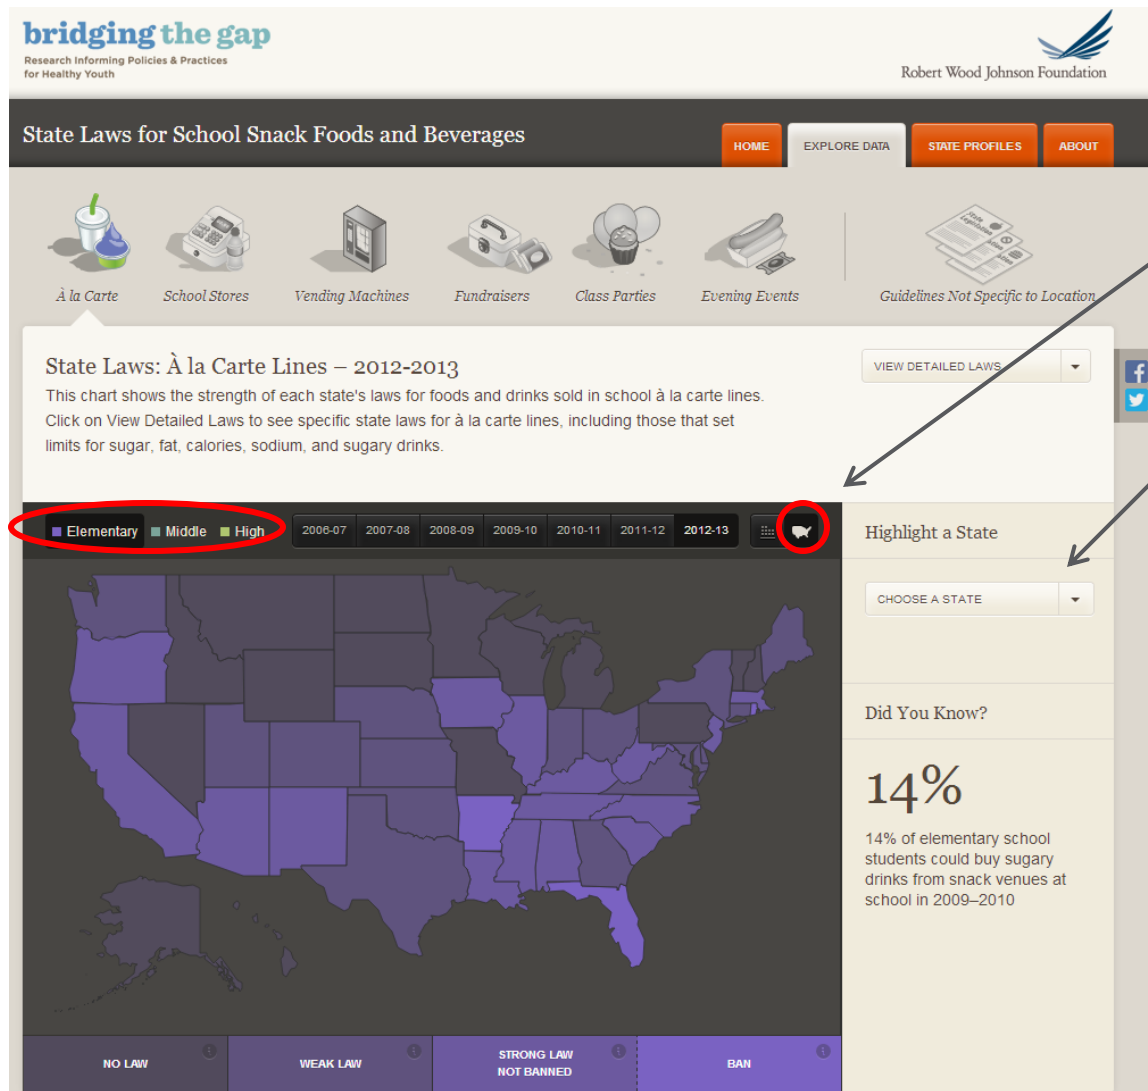 bridging the gap
Research Informing Policies & Practices
for Healthy Youth
Robert Wood Johnson Foundation
State Laws for School Snack Foods and Beverages
HOME
EXPLORE DATA
STATE PROFILES
ABOUT
À la Carte
School Stores
Vending Machines
Fundraisers
Class Parties
Evening Events
Guidelines Not Specific to Location
State Laws: À la Carte Lines – 2012-2013
This chart shows the strength of each state's laws for foods and drinks sold in school à la carte lines.
Click on View Detailed Laws to see specific state laws for à la carte lines, including those that set
limits for sugar, fat, calories, sodium, and sugary drinks.
VIEW DETAILED LAWS
Elementary
Middle
High
2006-07
2007-08
2008-09
2009-10
2010-11
2011-12
2012-13
Highlight a State
CHOOSE A STATE
Did You Know?
14%
14% of elementary school
students could buy sugary
drinks from snack venues at
school in 2009–2010
NO LAW
WEAK LAW
STRONG LAW
NOT BANNED
BAN